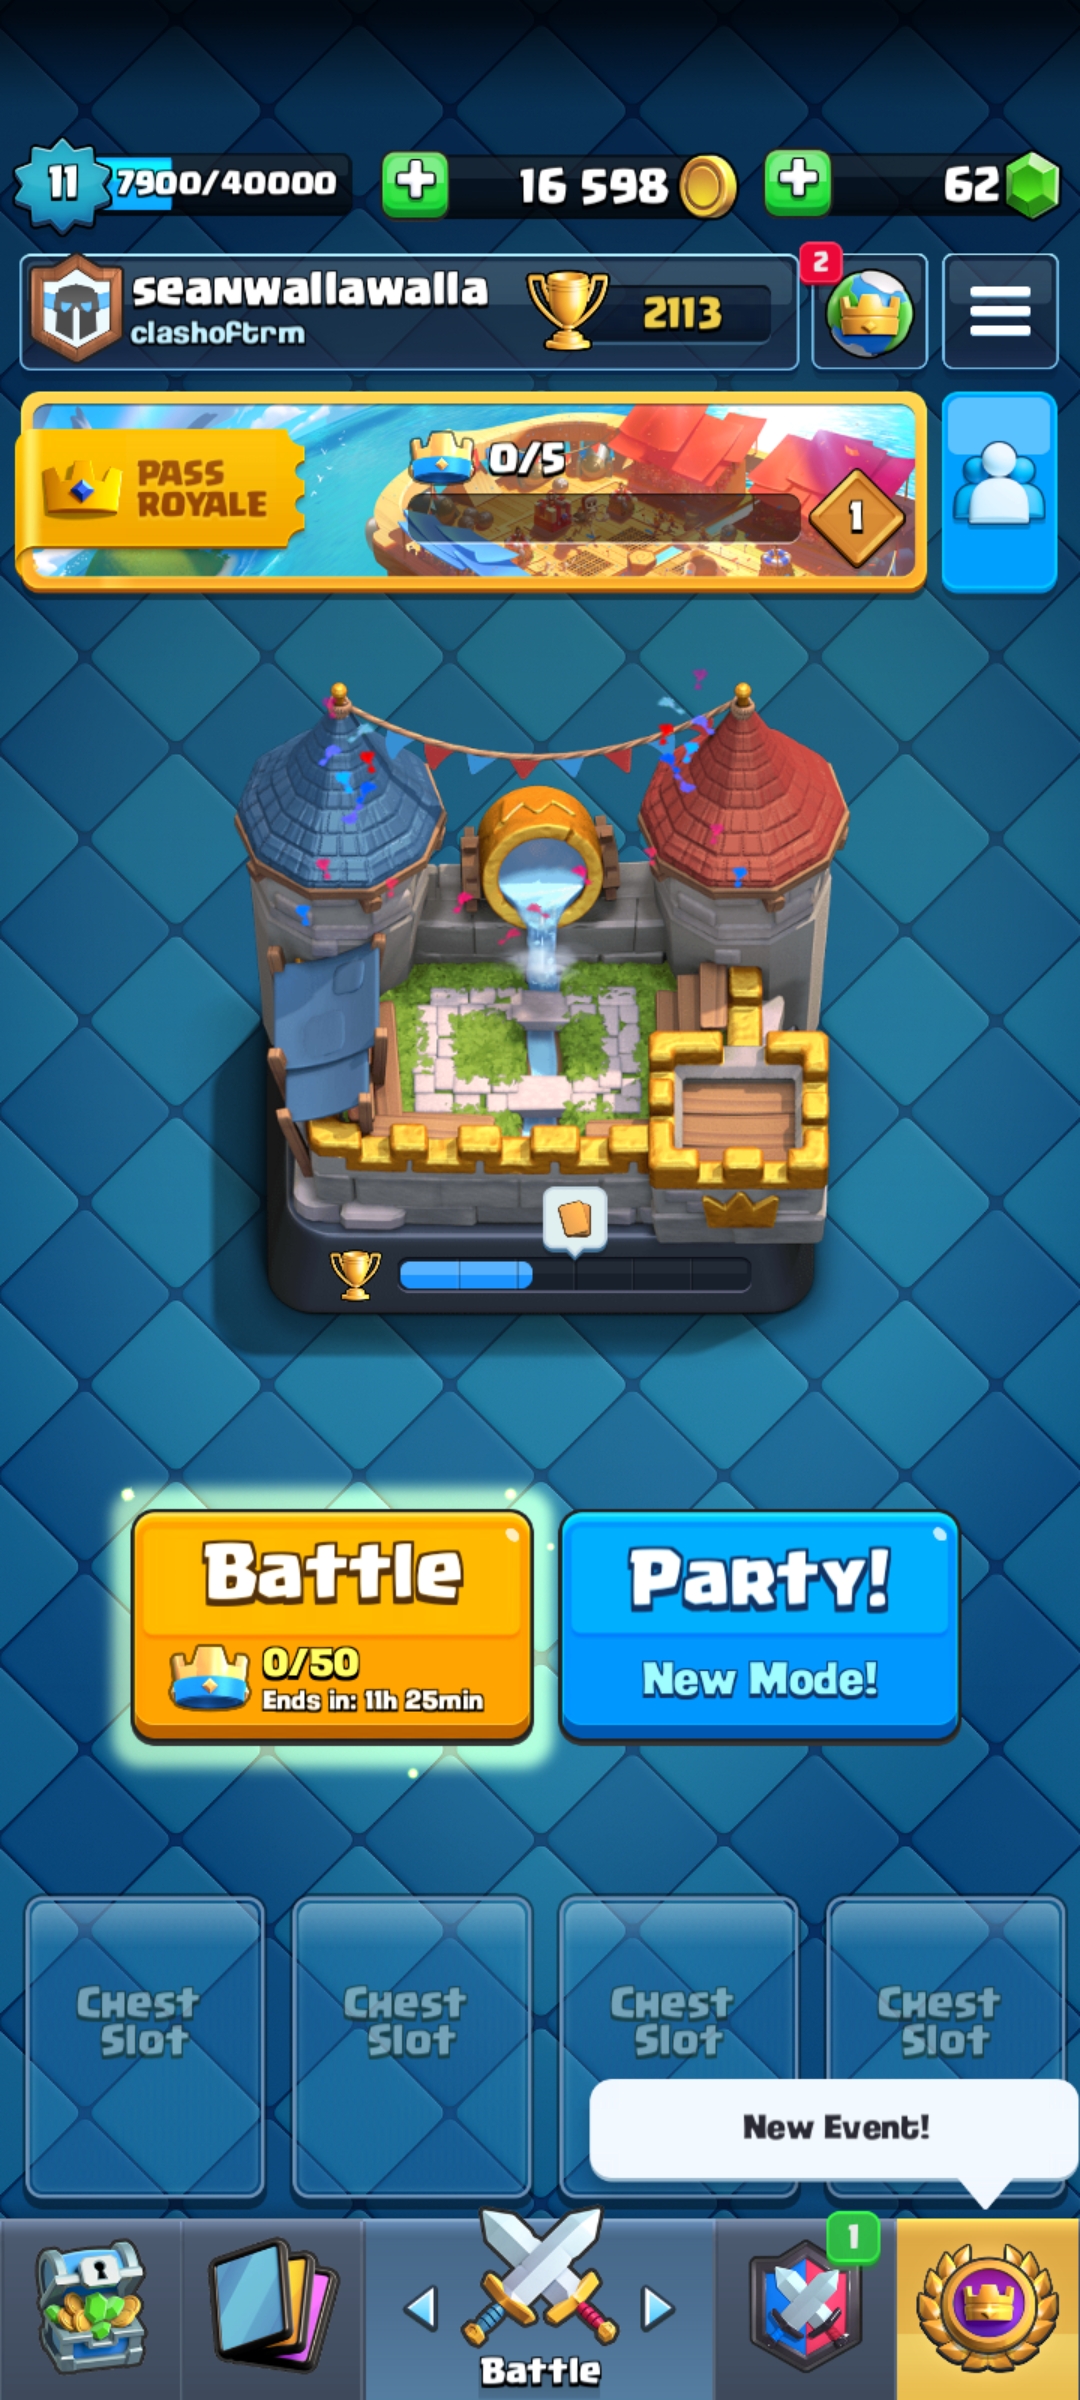 11
7900/40000
16 598
62
seanwallawalla
clashoftrm
2113
2
PASS
ROYALE
0/5
1
Battle
0/50
Ends in: 11h 25min
Party!
New Mode!
Chest
Slot
Chest
Slot
Chest
Slot
Chest
Slot
New Event!
1
Battle